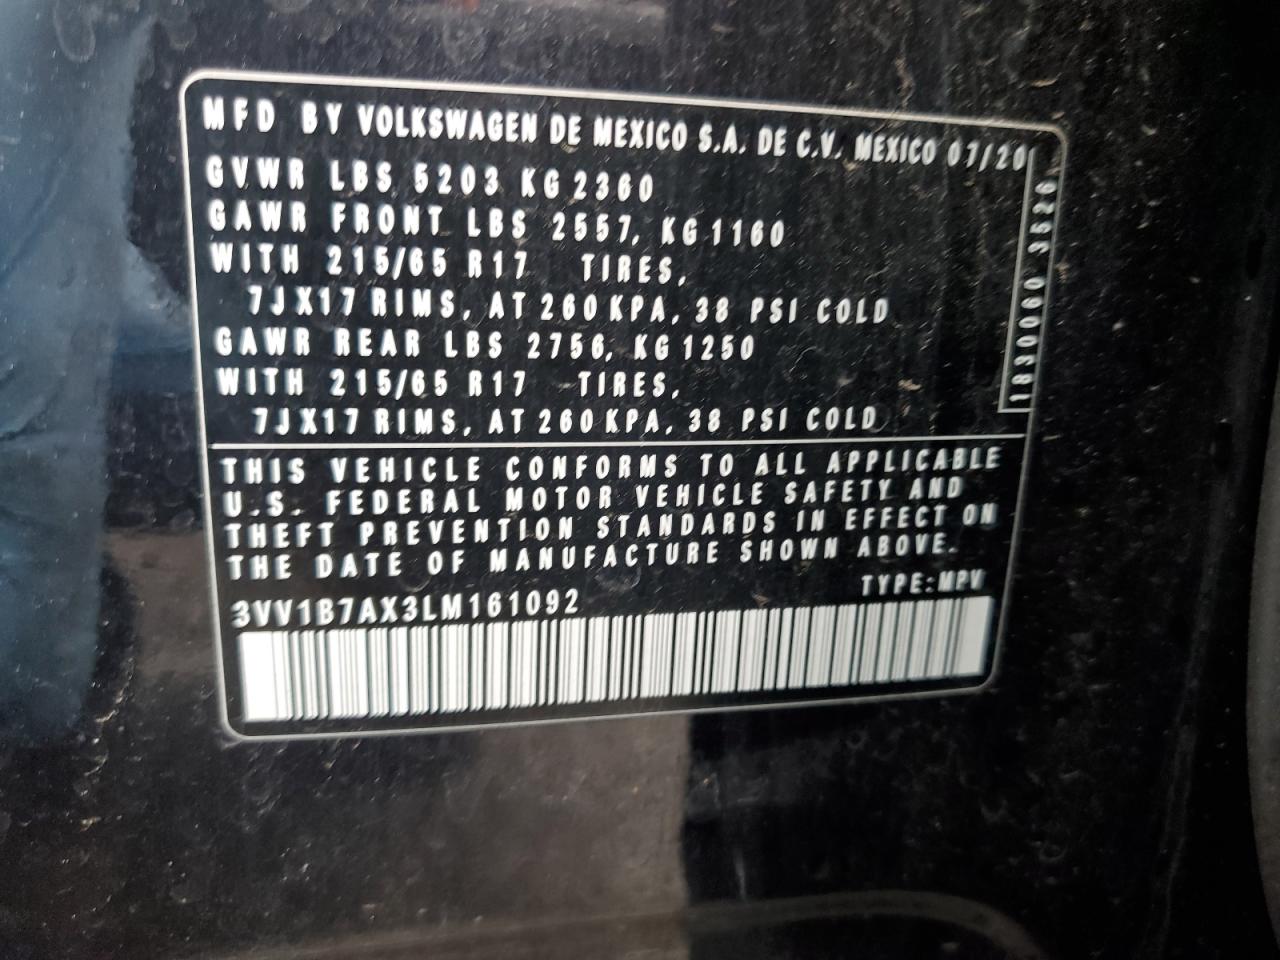 MFD BY VOLKSWAGEN DE MEXICO S.A. DE C.V. MEXICO 07/20
GVWR LBS 5203 KG 2360
GAWR FRONT LBS 2557, KG 1160
WITH 215/65 R17 TIRES,
7JX17 RIMS, AT 260 KPA, 38 PSI COLD
GAWR REAR LBS 2756, KG 1250
WITH 215/65 R17 TIRES,
7JX17 RIMS, AT 260 KPA, 38 PSI COLD
1830060 3526
THIS VEHICLE CONFORMS TO ALL APPLICABLE
U.S. FEDERAL MOTOR VEHICLE SAFETY AND
THEFT PREVENTION STANDARDS IN EFFECT ON
THE DATE OF MANUFACTURE SHOWN ABOVE.
3VV1B7AX3LM161092 TYPE:MPV